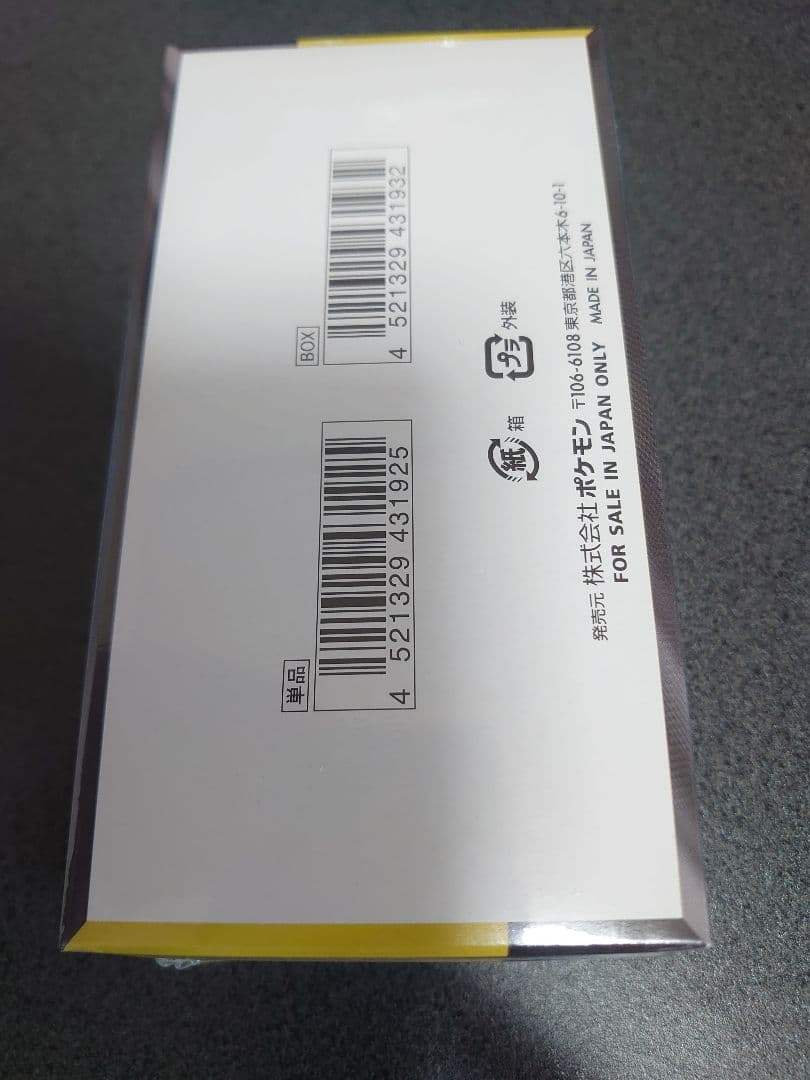 単品
4 521329 431925
BOX
4 521329 431932
紙 箱
プラ 外装
発売元 株式会社ポケモン 〒106-6108 東京都港区六本木6-10-1
FOR SALE IN JAPAN ONLY MADE IN JAPAN